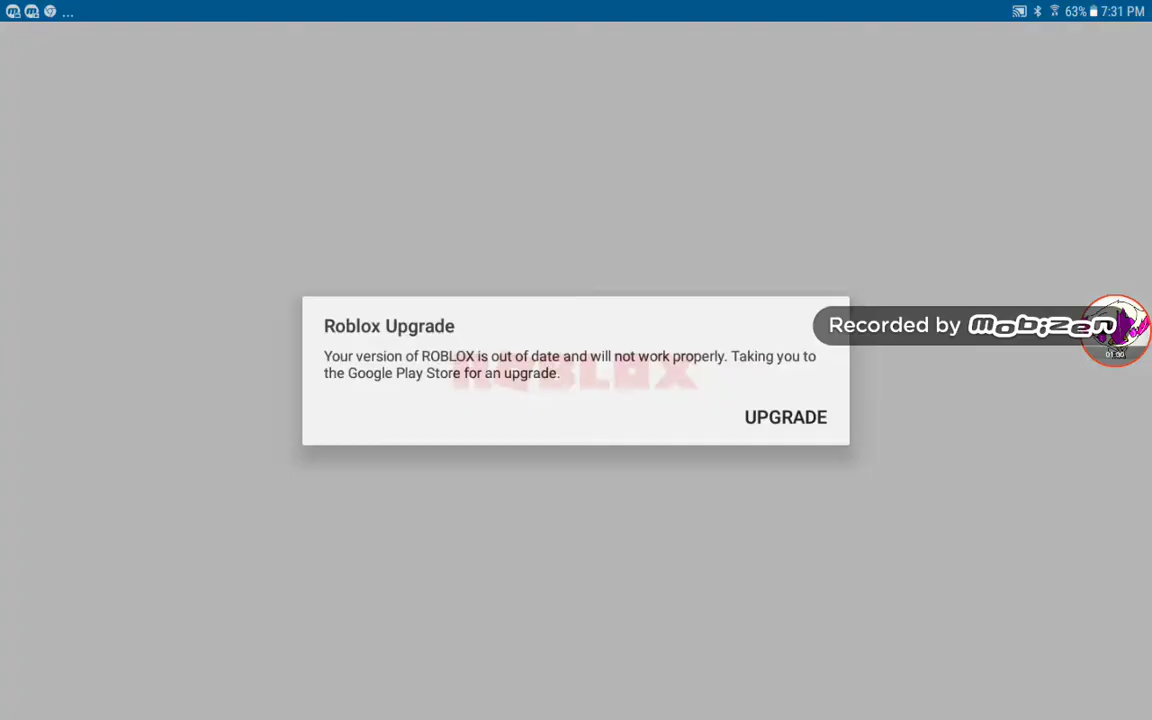 ... 63% 7:31 PM
Roblox Upgrade
Your version of ROBLOX is out of date and will not work properly. Taking you to
the Google Play Store for an upgrade.
ROBLOX
UPGRADE
Recorded by mobizen